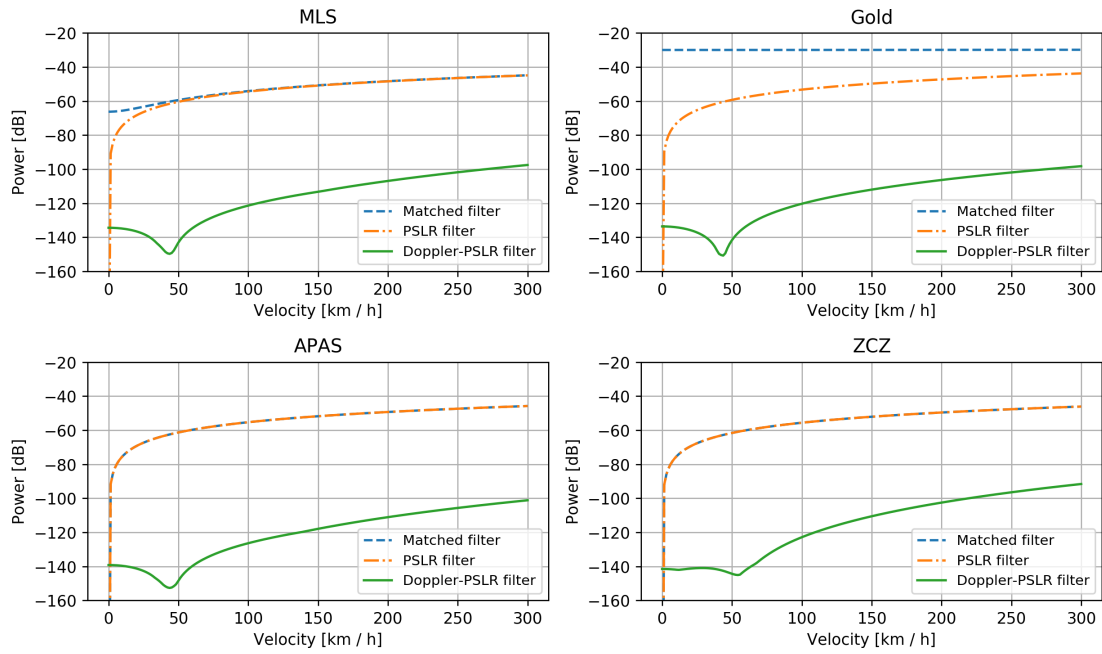 MLS
Power [dB]
−20
−40
−60
−80
−100
−120
−140
−160
Matched filter
PSLR filter
Doppler-PSLR filter
0 50 100 150 200 250 300
Velocity [km / h]
Gold
Power [dB]
−20
−40
−60
−80
−100
−120
−140
−160
Matched filter
PSLR filter
Doppler-PSLR filter
0 50 100 150 200 250 300
Velocity [km / h]
APAS
Power [dB]
−20
−40
−60
−80
−100
−120
−140
−160
Matched filter
PSLR filter
Doppler-PSLR filter
0 50 100 150 200 250 300
Velocity [km / h]
ZCZ
Power [dB]
−20
−40
−60
−80
−100
−120
−140
−160
Matched filter
PSLR filter
Doppler-PSLR filter
0 50 100 150 200 250 300
Velocity [km / h]